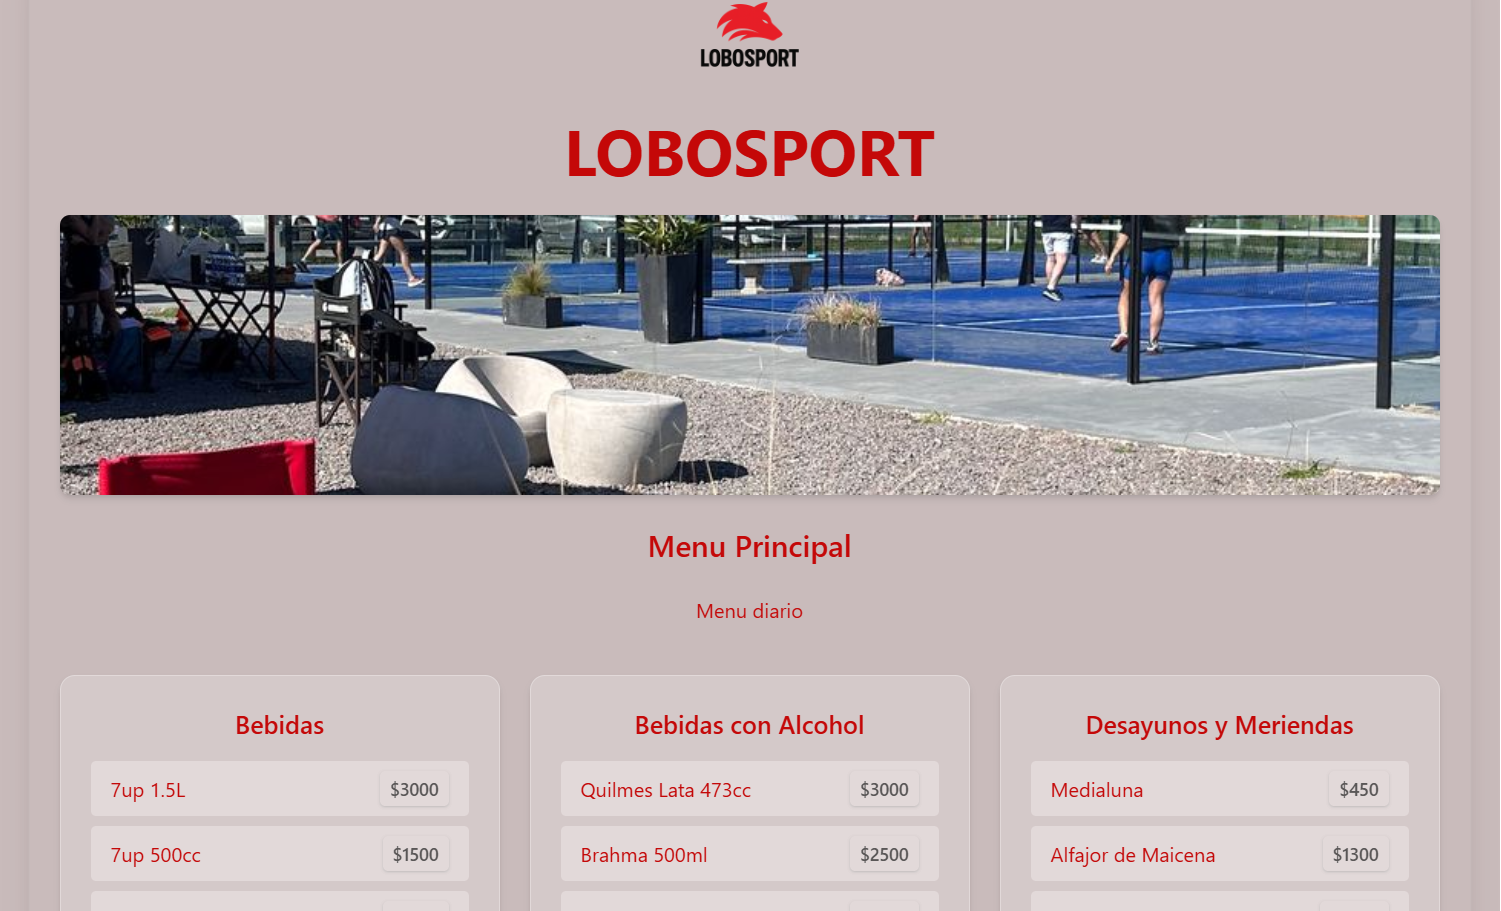 LOBOSPORT
LOBOSPORT
Menu Principal
Menu diario
Bebidas
7up 1.5L $3000
7up 500cc $1500
Bebidas con Alcohol
Quilmes Lata 473cc $3000
Brahma 500ml $2500
Desayunos y Meriendas
Medialuna $450
Alfajor de Maicena $1300